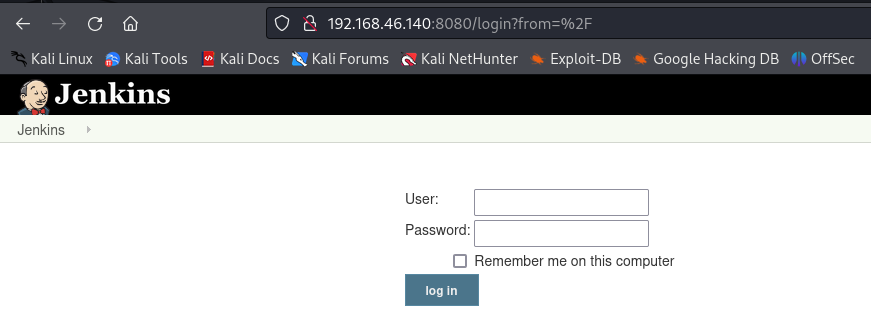 192.168.46.140:8080/login?from=%2F
Kali Linux Kali Tools Kali Docs Kali Forums Kali NetHunter Exploit-DB Google Hacking DB OffSec
Jenkins
Jenkins
User:
Password:
Remember me on this computer
log in